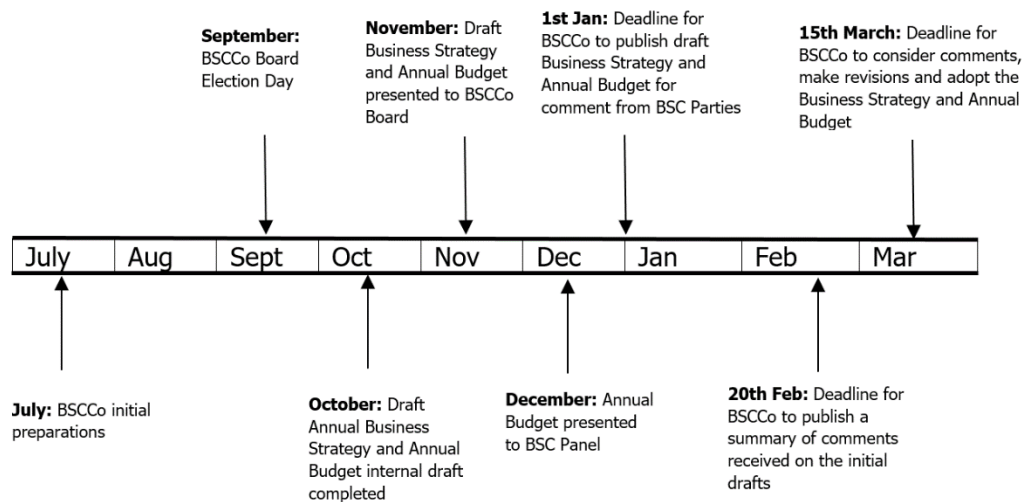 September:
BSCCo Board
Election Day
November: Draft
Business Strategy
and Annual Budget
presented to BSCCo
Board
1st Jan: Deadline for
BSCCo to publish draft
Business Strategy and
Annual Budget for
comment from BSC Parties
15th March: Deadline for
BSCCo to consider comments,
make revisions and adopt the
Business Strategy and Annual
Budget
July Aug Sept Oct Nov Dec Jan Feb Mar
July: BSCCo initial
preparations
October: Draft
Annual Business
Strategy and Annual
Budget internal draft
completed
December: Annual
Budget presented
to BSC Panel
20th Feb: Deadline for
BSCCo to publish a
summary of comments
received on the initial
drafts